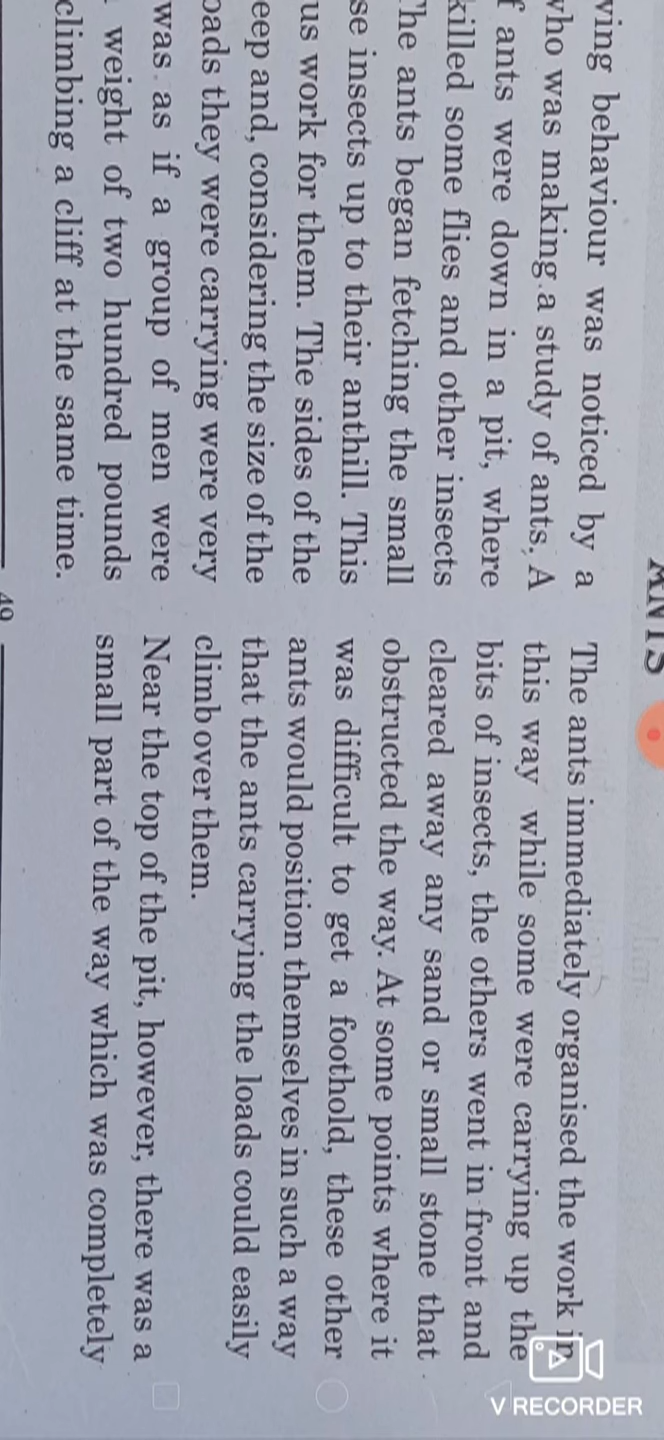 behaviour was noticed by a
who was making a study of ants. A
ants were down in a pit, where
killed some flies and other insects
The ants began fetching the small
insects up to their anthill. This
us work for them. The sides of the
and, considering the size of the
they were carrying were very
was as if a group of men were
weight of two hundred pounds
climbing a cliff at the same time.
49
The ants immediately organised the work in
this way while some were carrying up the
bits of insects, the others went in front and
cleared away any sand or small stone that
obstructed the way. At some points where it
was difficult to get a foothold, these other
ants would position themselves in such a way
that the ants carrying the loads could easily
climb over them.
Near the top of the pit, however, there was a
small part of the way which was completely
V RECORDER